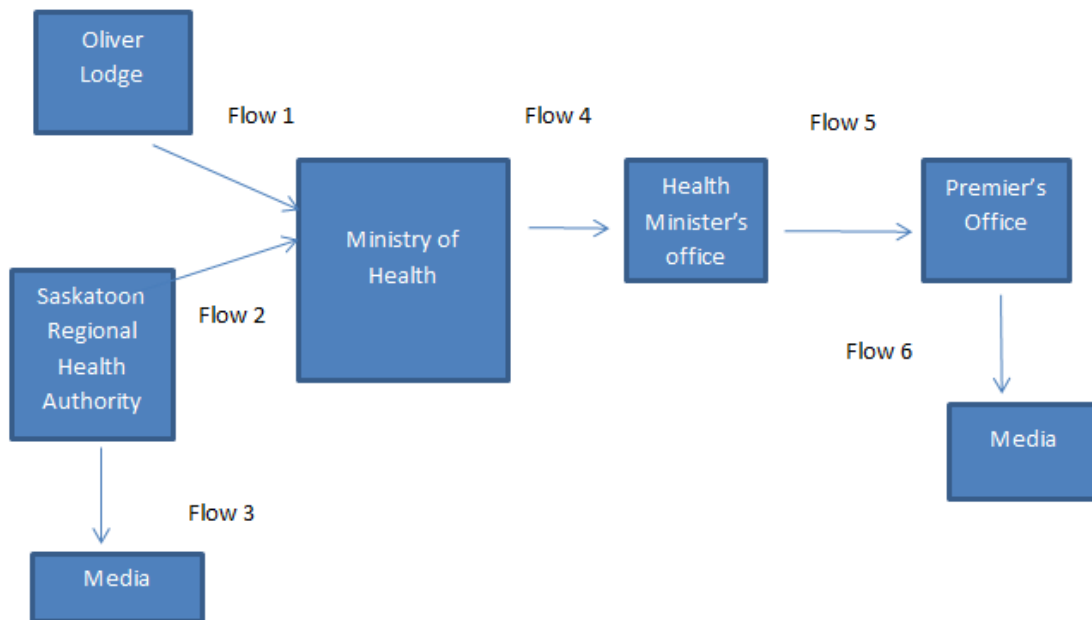 Oliver
Lodge
Flow 1
Flow 4
Flow 5
Ministry of
Health
Health
Minister's
office
Premier's
Office
Saskatoon
Regional
Health
Authority
Flow 2
Flow 6
Media
Flow 3
Media